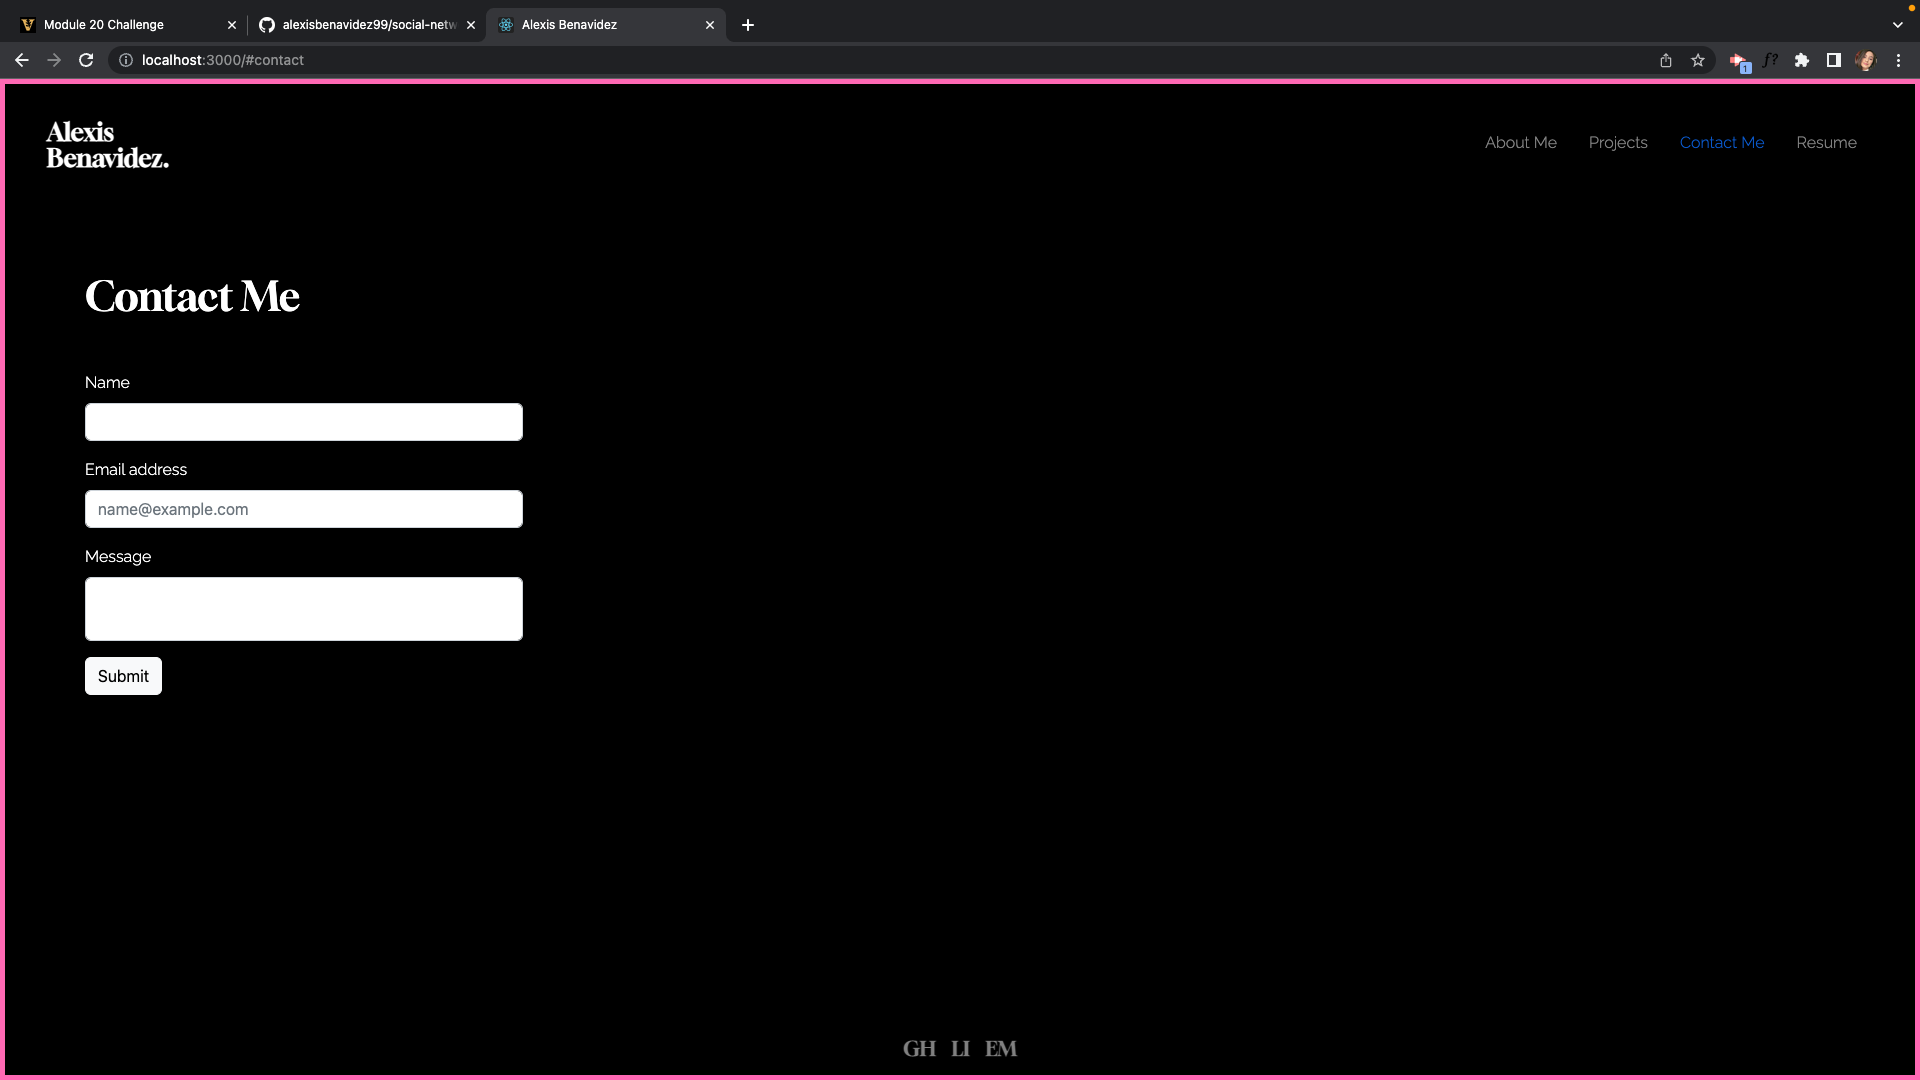 Module 20 Challenge
alexisbenavidez99/social-netw
Alexis Benavidez
localhost:3000/#contact
1
f?
Alexis
Benavidez.
About Me
Projects
Contact Me
Resume
Contact Me
Name
Email address
name@example.com
Message
Submit
GH LI EM